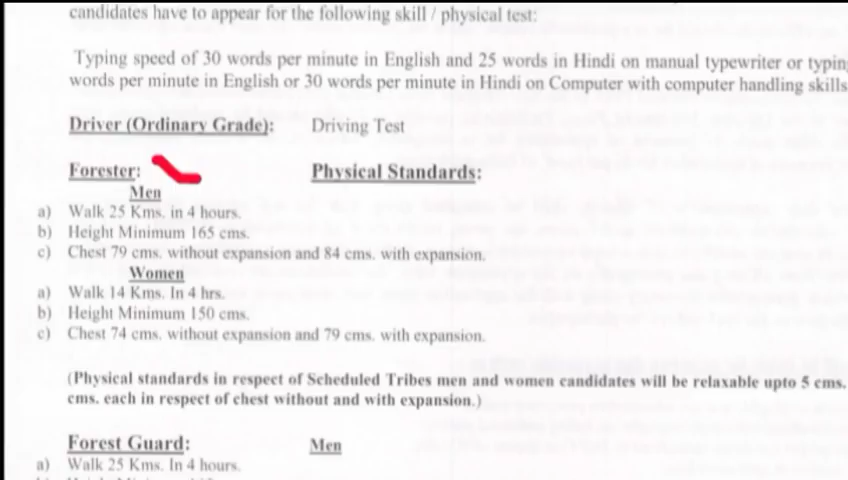 candidates have to appear for the following skill / physical test:
Typing speed of 30 words per minute in English and 25 words in Hindi on manual typewriter or typing
words per minute in English or 30 words per minute in Hindi on Computer with computer handling skills
Driver (Ordinary Grade): Driving Test
Forester: Physical Standards:
Men
a) Walk 25 Kms. in 4 hours.
b) Height Minimum 165 cms.
c) Chest 79 cms. without expansion and 84 cms. with expansion.
Women
a) Walk 14 Kms. In 4 hrs.
b) Height Minimum 150 cms.
c) Chest 74 cms. without expansion and 79 cms. with expansion.
(Physical standards in respect of Scheduled Tribes men and women candidates will be relaxable upto 5 cms.
cms. each in respect of chest without and with expansion.)
Forest Guard: Men
a) Walk 25 Kms. In 4 hours.